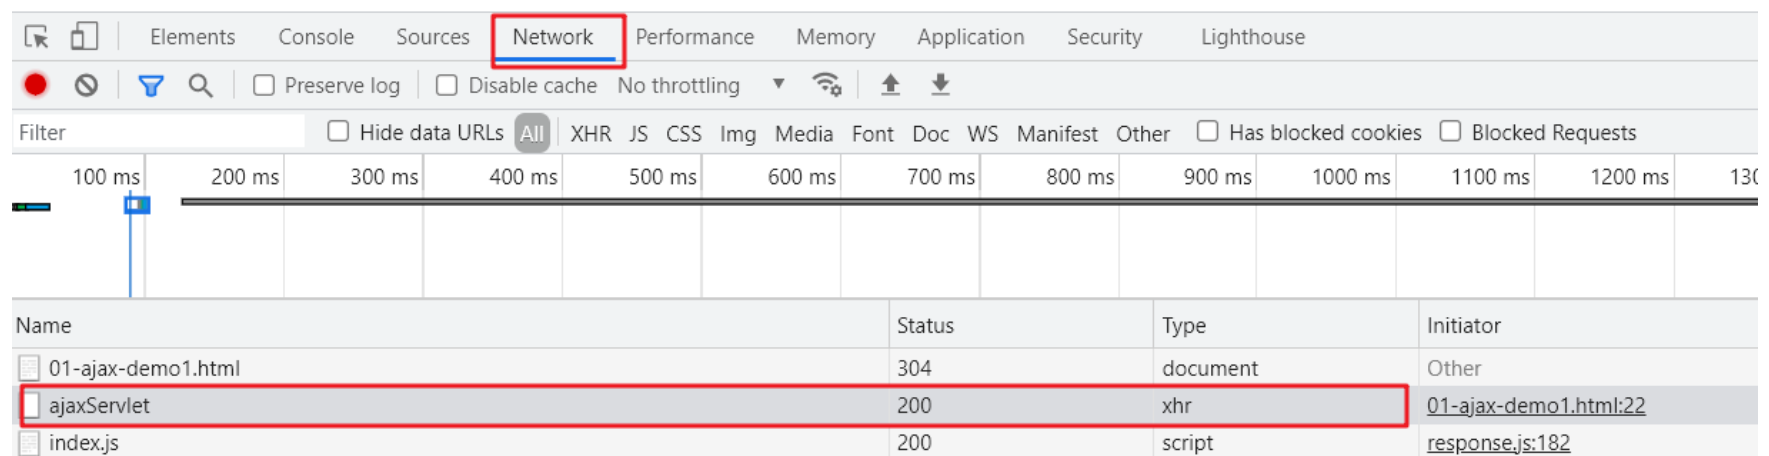 Elements Console Sources Network Performance Memory Application Security Lighthouse
Preserve log Disable cache No throttling
Filter Hide data URLs All XHR JS CSS Img Media Font Doc WS Manifest Other Has blocked cookies Blocked Requests
100 ms 200 ms 300 ms 400 ms 500 ms 600 ms 700 ms 800 ms 900 ms 1000 ms 1100 ms 1200 ms 130
Name Status Type Initiator
01-ajax-demo1.html 304 document Other
ajaxServlet 200 xhr 01-ajax-demo1.html:22
index.js 200 script response.js:182